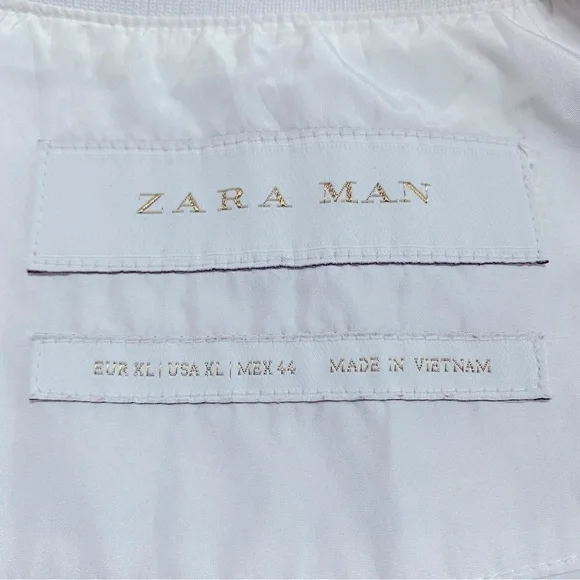 ZARA MAN
EUR XL | USA XL | MEX 44 MADE IN VIETNAM